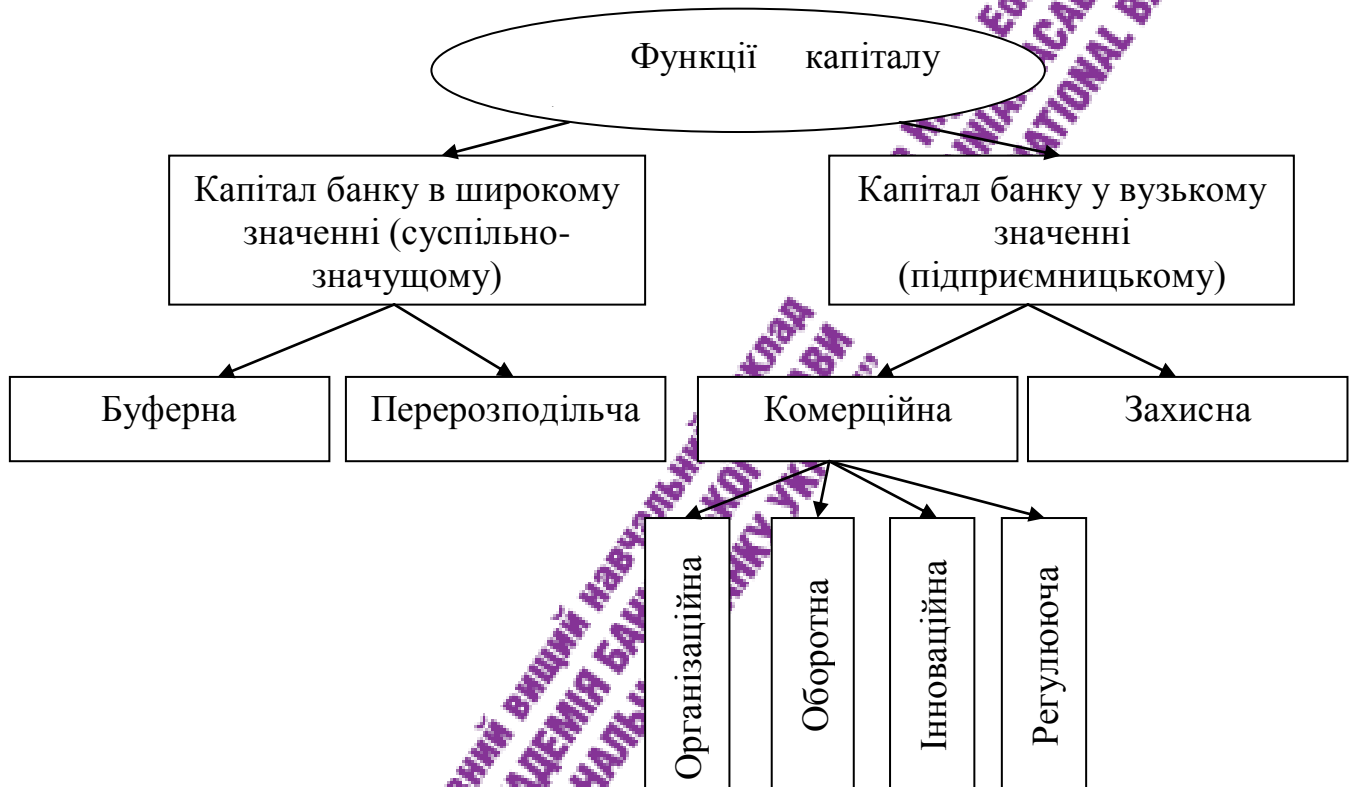 Функції капіталу
Капітал банку в широкому
значенні (суспільно-
значущому)
Капітал банку у вузькому
значенні
(підприємницькому)
Буферна
Перерозподільча
Комерційна
Захисна
Організаційна
Оборотна
Інноваційна
Регулююча